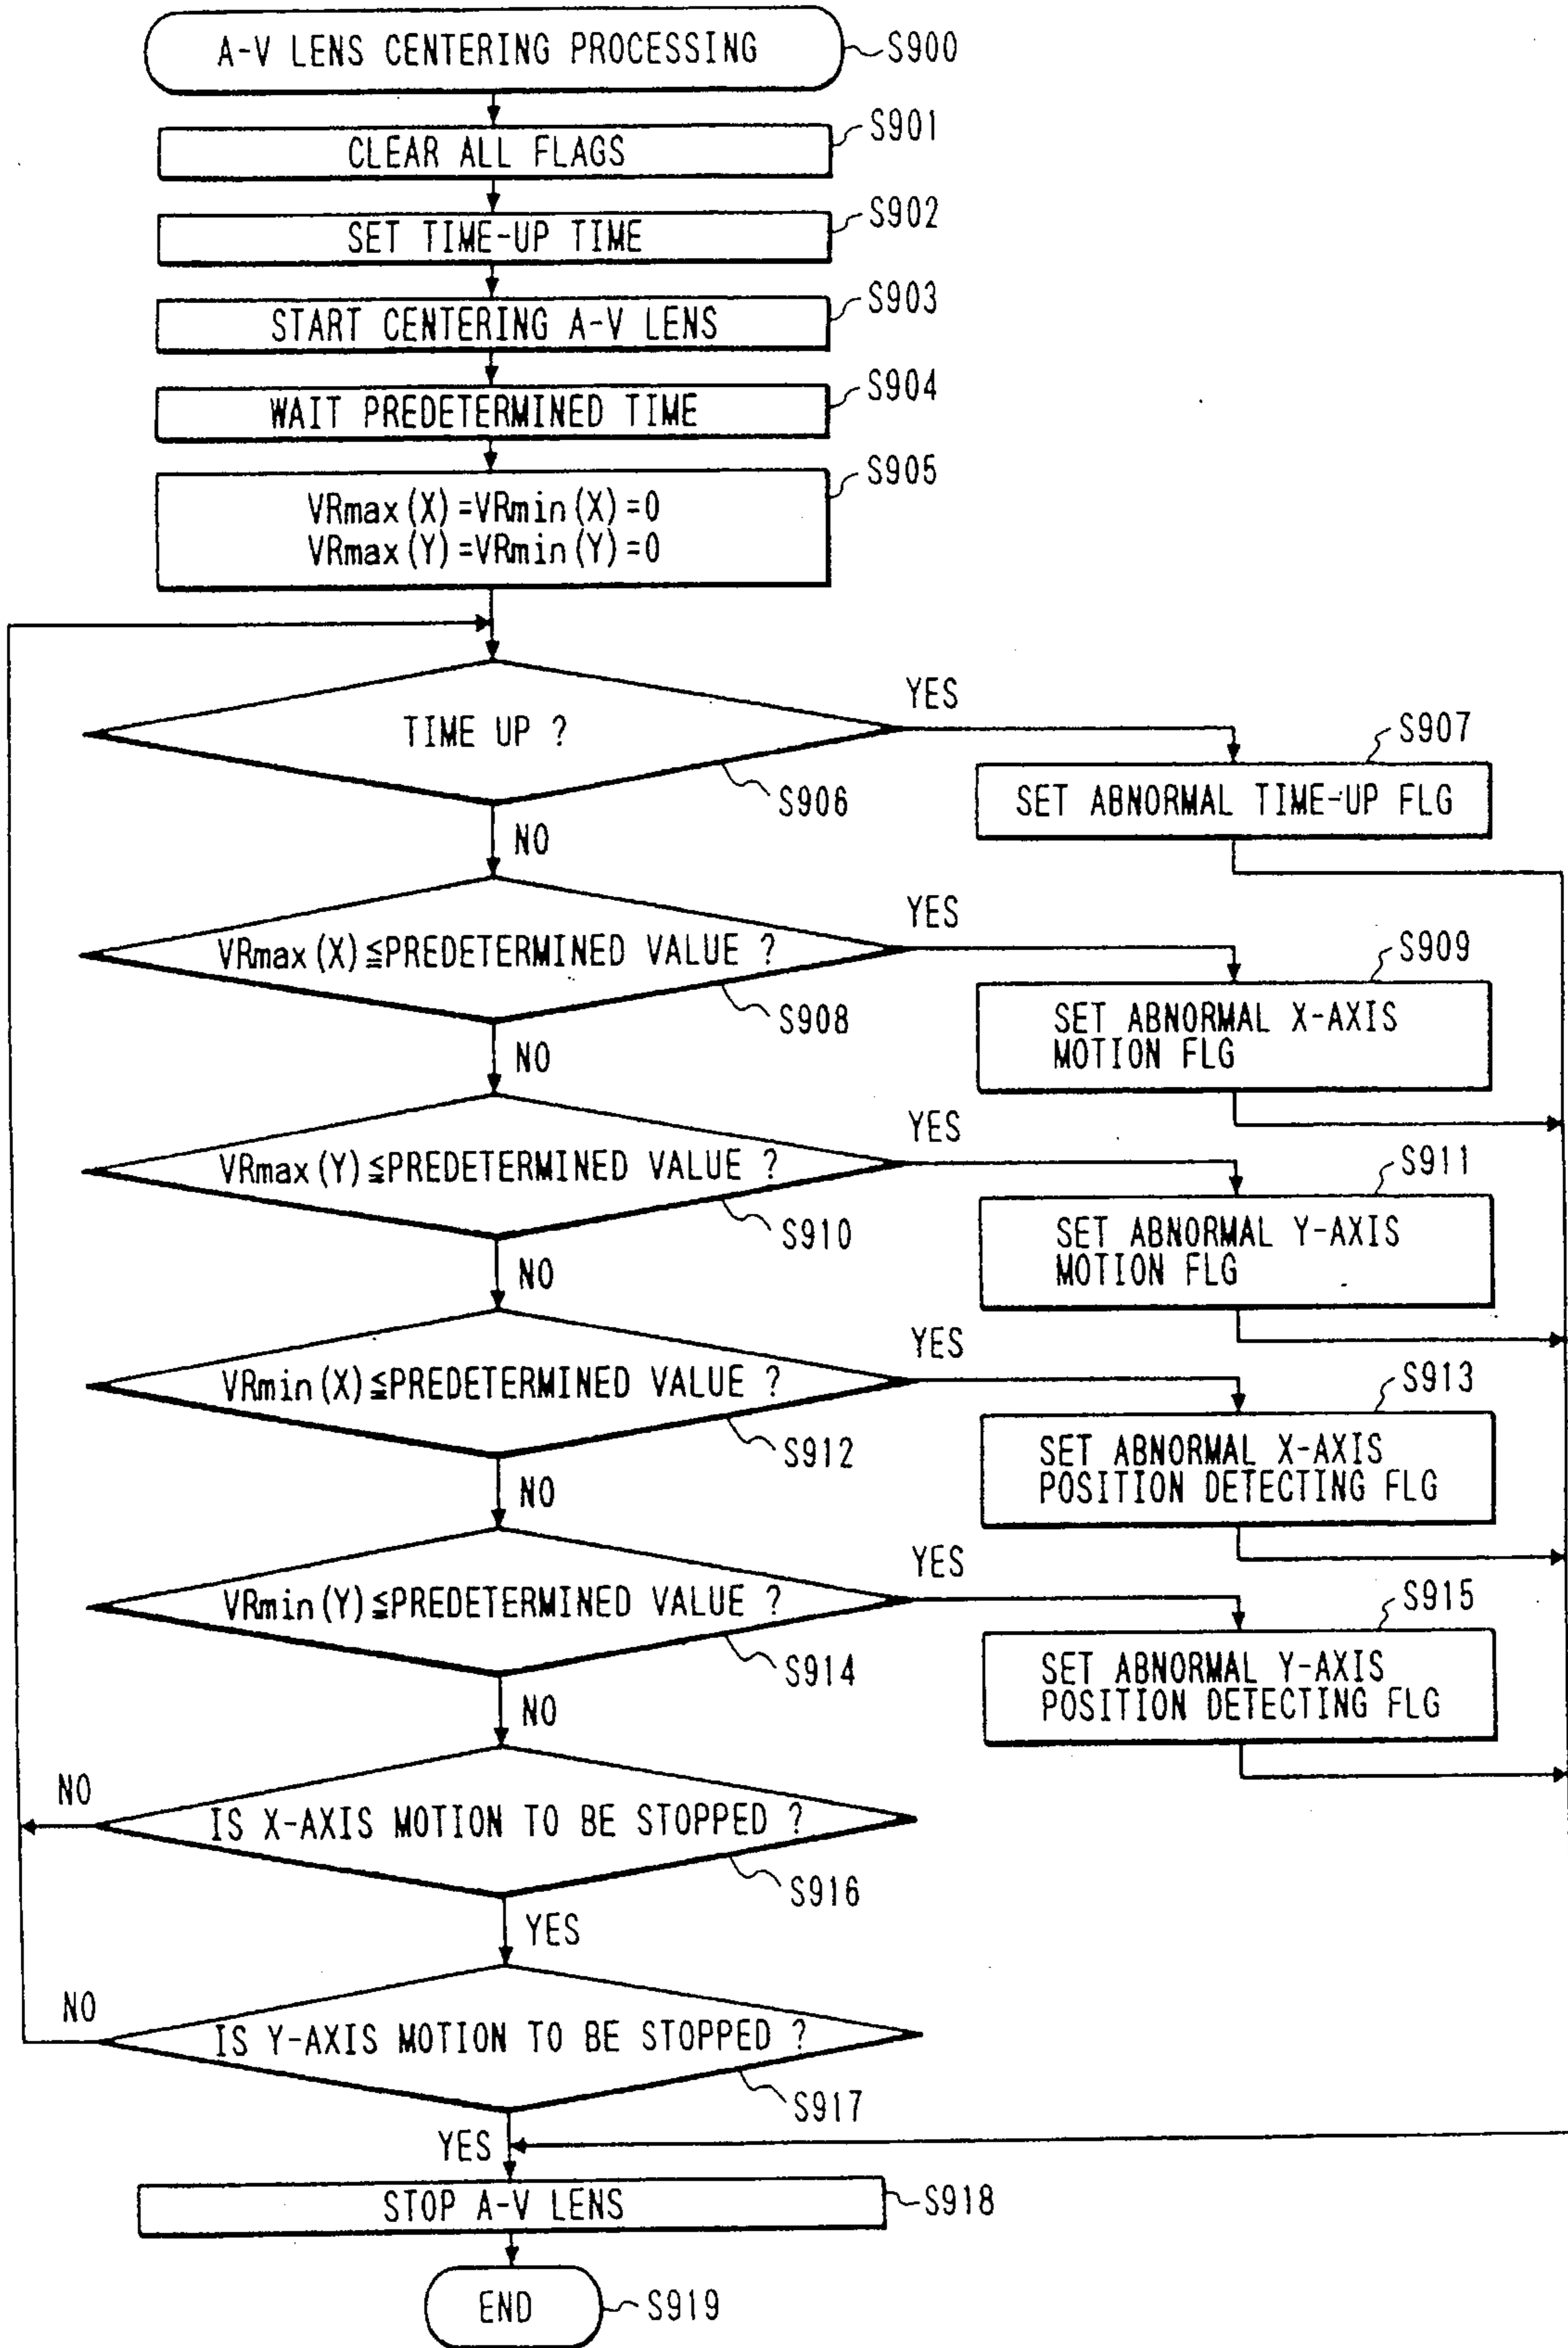 A-V LENS CENTERING PROCESSING
S900
S901
CLEAR ALL FLAGS
S902
SET TIME-UP TIME
S903
START CENTERING A-V LENS
S904
WAIT PREDETERMINED TIME
S905
VRmax(X)=VRmin(X)=0
VRmax(Y)=VRmin(Y)=0
TIME UP ?
YES
S906
NO
S907
SET ABNORMAL TIME-UP FLG
VRmax(X)≦PREDETERMINED VALUE ?
YES
S908
NO
S909
SET ABNORMAL X-AXIS
MOTION FLG
VRmax(Y)≦PREDETERMINED VALUE ?
YES
S910
NO
S911
SET ABNORMAL Y-AXIS
MOTION FLG
VRmin(X)≦PREDETERMINED VALUE ?
YES
S912
NO
S913
SET ABNORMAL X-AXIS
POSITION DETECTING FLG
VRmin(Y)≦PREDETERMINED VALUE ?
YES
S914
NO
S915
SET ABNORMAL Y-AXIS
POSITION DETECTING FLG
NO
IS X-AXIS MOTION TO BE STOPPED ?
S916
YES
NO
IS Y-AXIS MOTION TO BE STOPPED ?
S917
YES
STOP A-V LENS
S918
END
S919